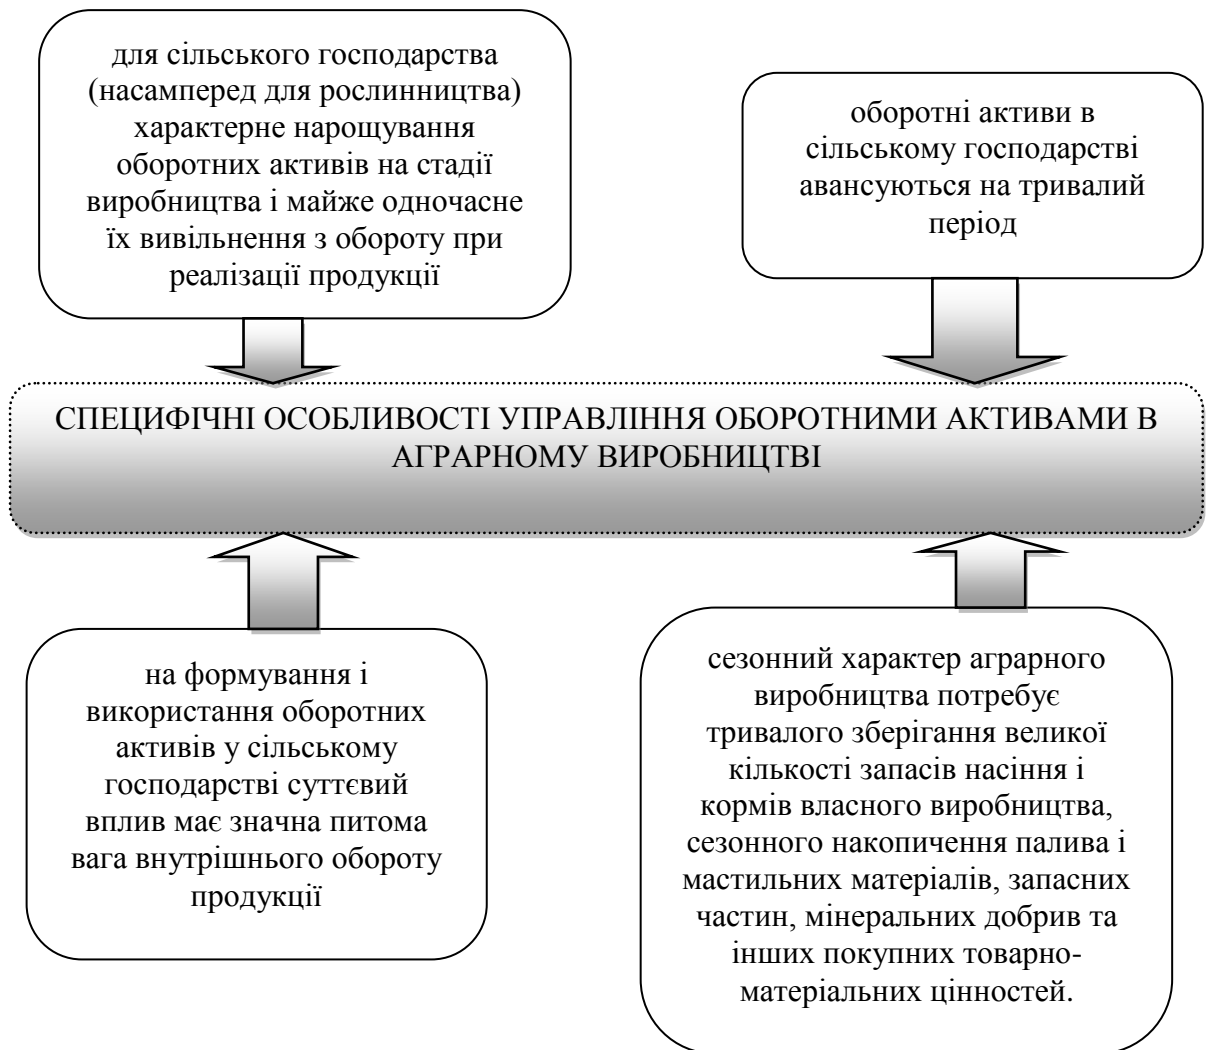 для сільського господарства
(насамперед для рослинництва)
характерне нарощування
оборотних активів на стадії
виробництва і майже одночасне
їх вивільнення з обороту при
реалізації продукції
оборотні активи в
сільському господарстві
авансуються на тривалий
період
СПЕЦИФІЧНІ ОСОБЛИВОСТІ УПРАВЛІННЯ ОБОРОТНИМИ АКТИВАМИ В
АГРАРНОМУ ВИРОБНИЦТВІ
на формування і
використання оборотних
активів у сільському
господарстві суттєвий
вплив має значна питома
вага внутрішнього обороту
продукції
сезонний характер аграрного
виробництва потребує
тривалого зберігання великої
кількості запасів насіння і
кормів власного виробництва,
сезонного накопичення палива і
мастильних матеріалів, запасних
частин, мінеральних добрив та
інших покупних товарно-
матеріальних цінностей.